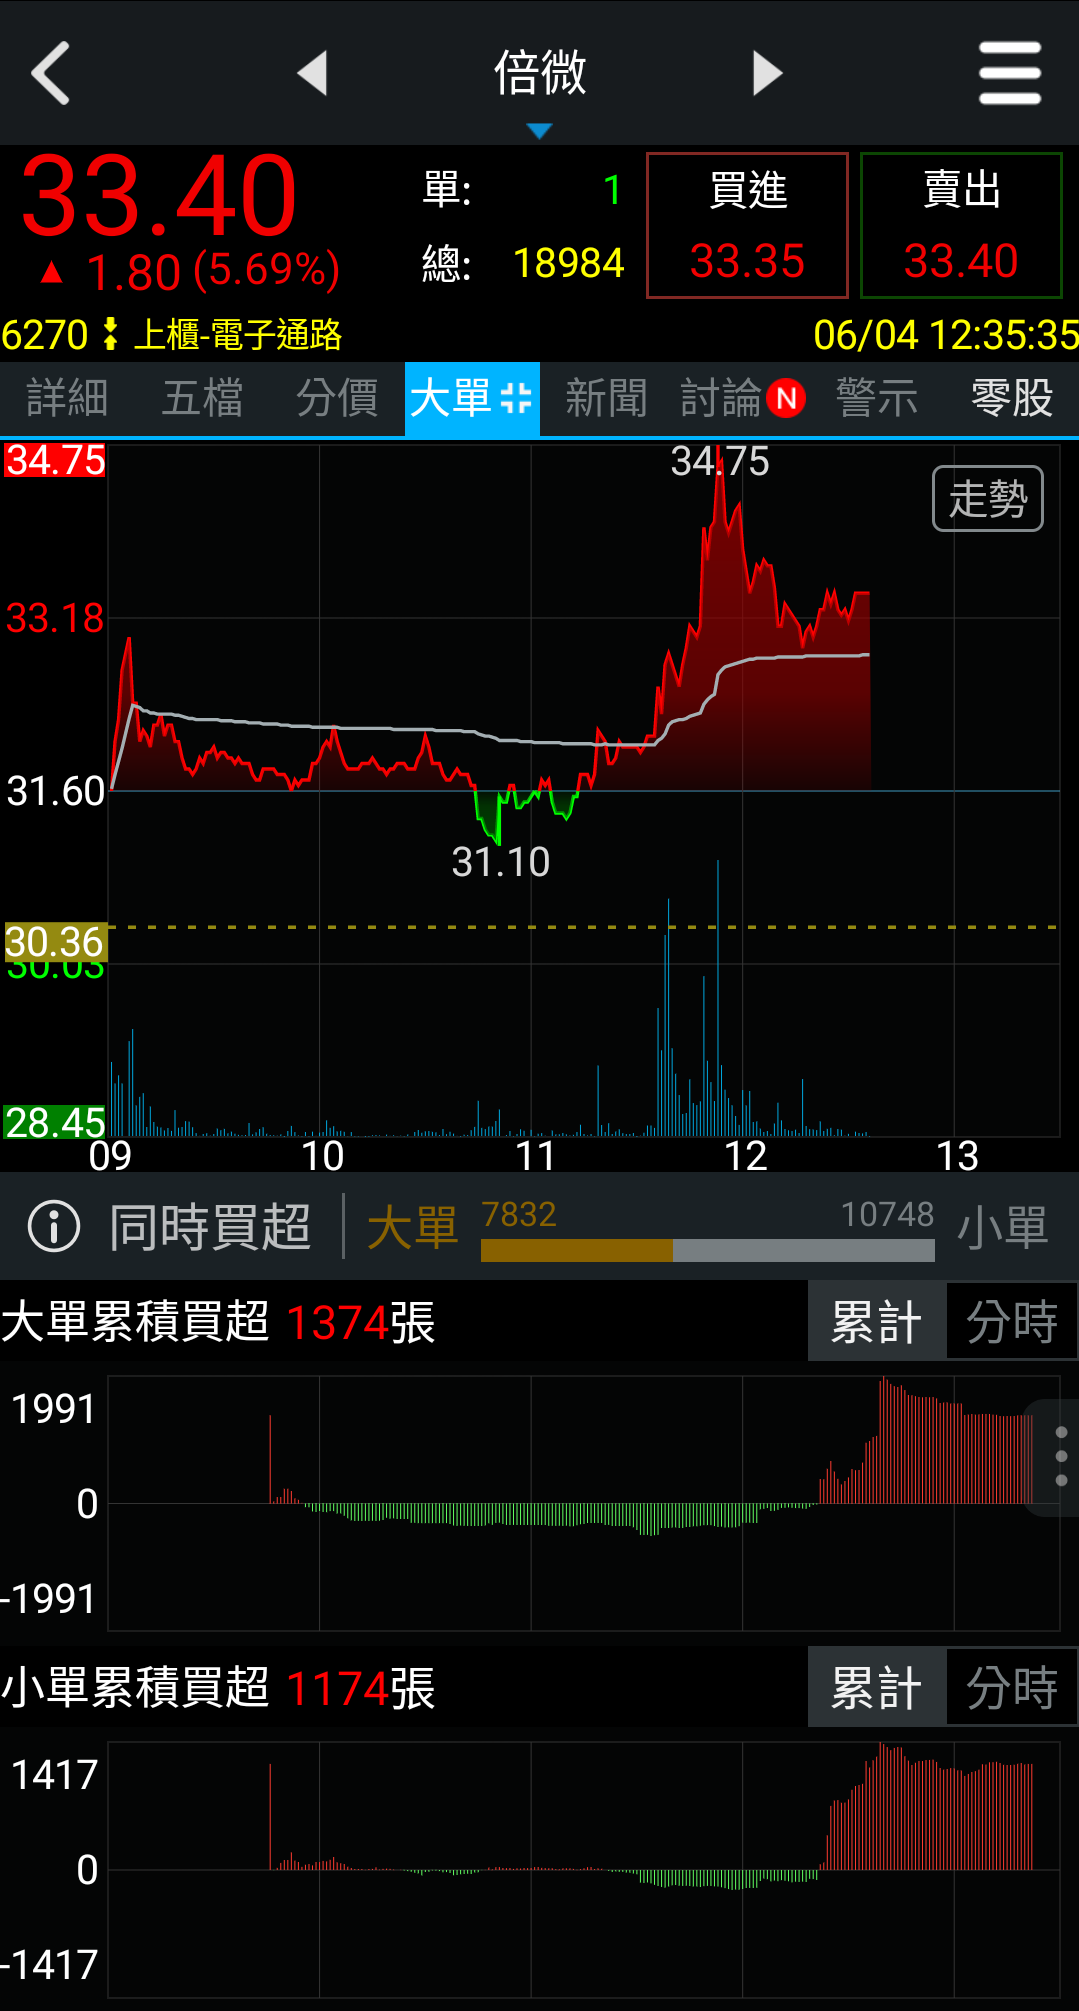 倍微
33.40
▲ 1.80 (5.69%)
單: 1
總: 18984
買進
33.35
賣出
33.40
6270 上櫃-電子通路
06/04 12:35:35
詳細 五檔 分價 大單 新聞 討論 N 警示 零股
34.75
34.75
走勢
33.18
31.60
31.10
30.36
30.03
28.45
09 10 11 12 13
同時買超 大單 7832 10748 小單
大單累積買超 1374張 累計 分時
1991
0
-1991
小單累積買超 1174張 累計 分時
1417
0
-1417